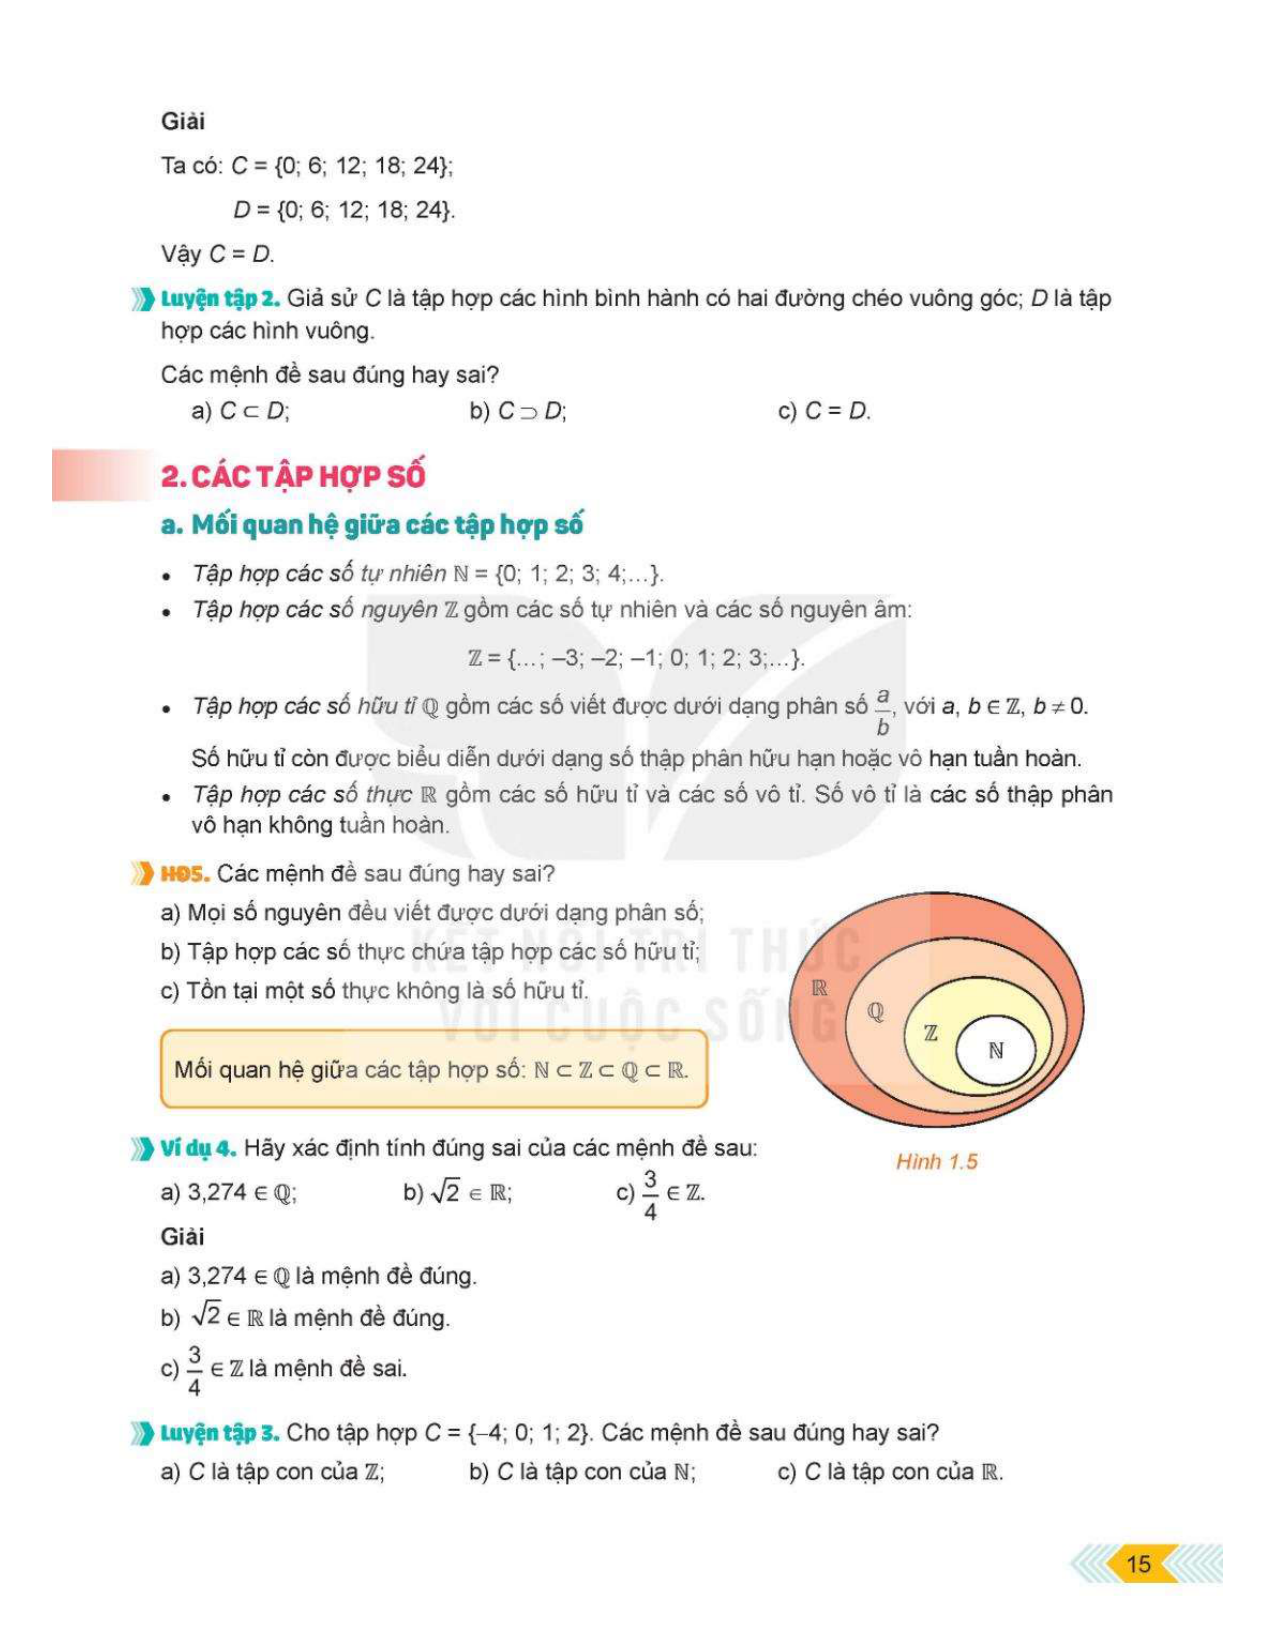 Giải
Ta có: C = {0; 6; 12; 18; 24};
D = {0; 6; 12; 18; 24}.
Vậy C = D.
Luyện tập 2. Giả sử C là tập hợp các hình bình hành có hai đường chéo vuông góc; D là tập
hợp các hình vuông.
Các mệnh đề sau đúng hay sai?
a) C ⊂ D; b) C ⊃ D; c) C = D.
2. CÁC TẬP HỢP SỐ
a. Mối quan hệ giữa các tập hợp số
• Tập hợp các số tự nhiên ℕ = {0; 1; 2; 3; 4;...}.
• Tập hợp các số nguyên ℤ gồm các số tự nhiên và các số nguyên âm:
ℤ = {...; –3; –2; –1; 0; 1; 2; 3;...}.
• Tập hợp các số hữu tỉ ℚ gồm các số viết được dưới dạng phân số a/b, với a, b ∈ ℤ, b ≠ 0.
Số hữu tỉ còn được biểu diễn dưới dạng số thập phân hữu hạn hoặc vô hạn tuần hoàn.
• Tập hợp các số thực ℝ gồm các số hữu tỉ và các số vô tỉ. Số vô tỉ là các số thập phân
vô hạn không tuần hoàn.
HĐ5. Các mệnh đề sau đúng hay sai?
a) Mọi số nguyên đều viết được dưới dạng phân số;
b) Tập hợp các số thực chứa tập hợp các số hữu tỉ;
c) Tồn tại một số thực không là số hữu tỉ.
KẾT NỐI TRI THỨC
VỚI CUỘC SỐNG
Mối quan hệ giữa các tập hợp số: ℕ ⊂ ℤ ⊂ ℚ ⊂ ℝ.
ℝ
ℚ
ℤ
ℕ
Hình 1.5
Ví dụ 4. Hãy xác định tính đúng sai của các mệnh đề sau:
a) 3,274 ∈ ℚ; b) √2 ∈ ℝ; c) 3/4 ∈ ℤ.
Giải
a) 3,274 ∈ ℚ là mệnh đề đúng.
b) √2 ∈ ℝ là mệnh đề đúng.
c) 3/4 ∈ ℤ là mệnh đề sai.
Luyện tập 3. Cho tập hợp C = {–4; 0; 1; 2}. Các mệnh đề sau đúng hay sai?
a) C là tập con của ℤ; b) C là tập con của ℕ; c) C là tập con của ℝ.
15